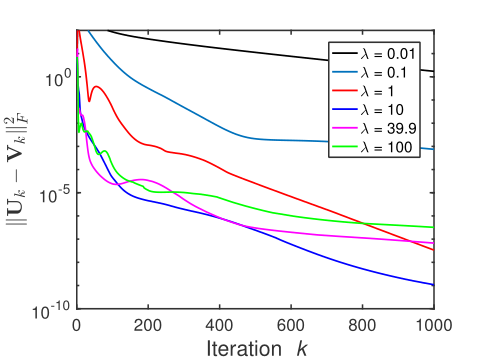 10^0
10^-5
10^-10
‖U_k − V_k‖_F^2
λ = 0.01
λ = 0.1
λ = 1
λ = 10
λ = 39.9
λ = 100
0 200 400 600 800 1000
Iteration k